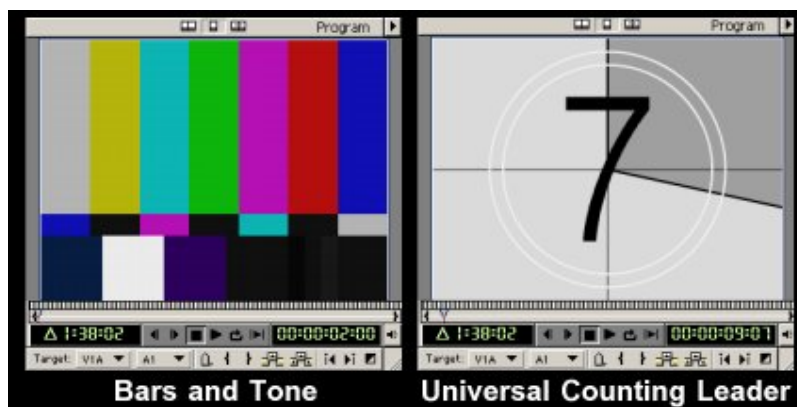 Program
Program
7
Δ 1:38:02
00:00:02:00
Δ 1:38:02
00:00:09:07
Target: V1A A1
Target: V1A A1
Bars and Tone
Universal Counting Leader